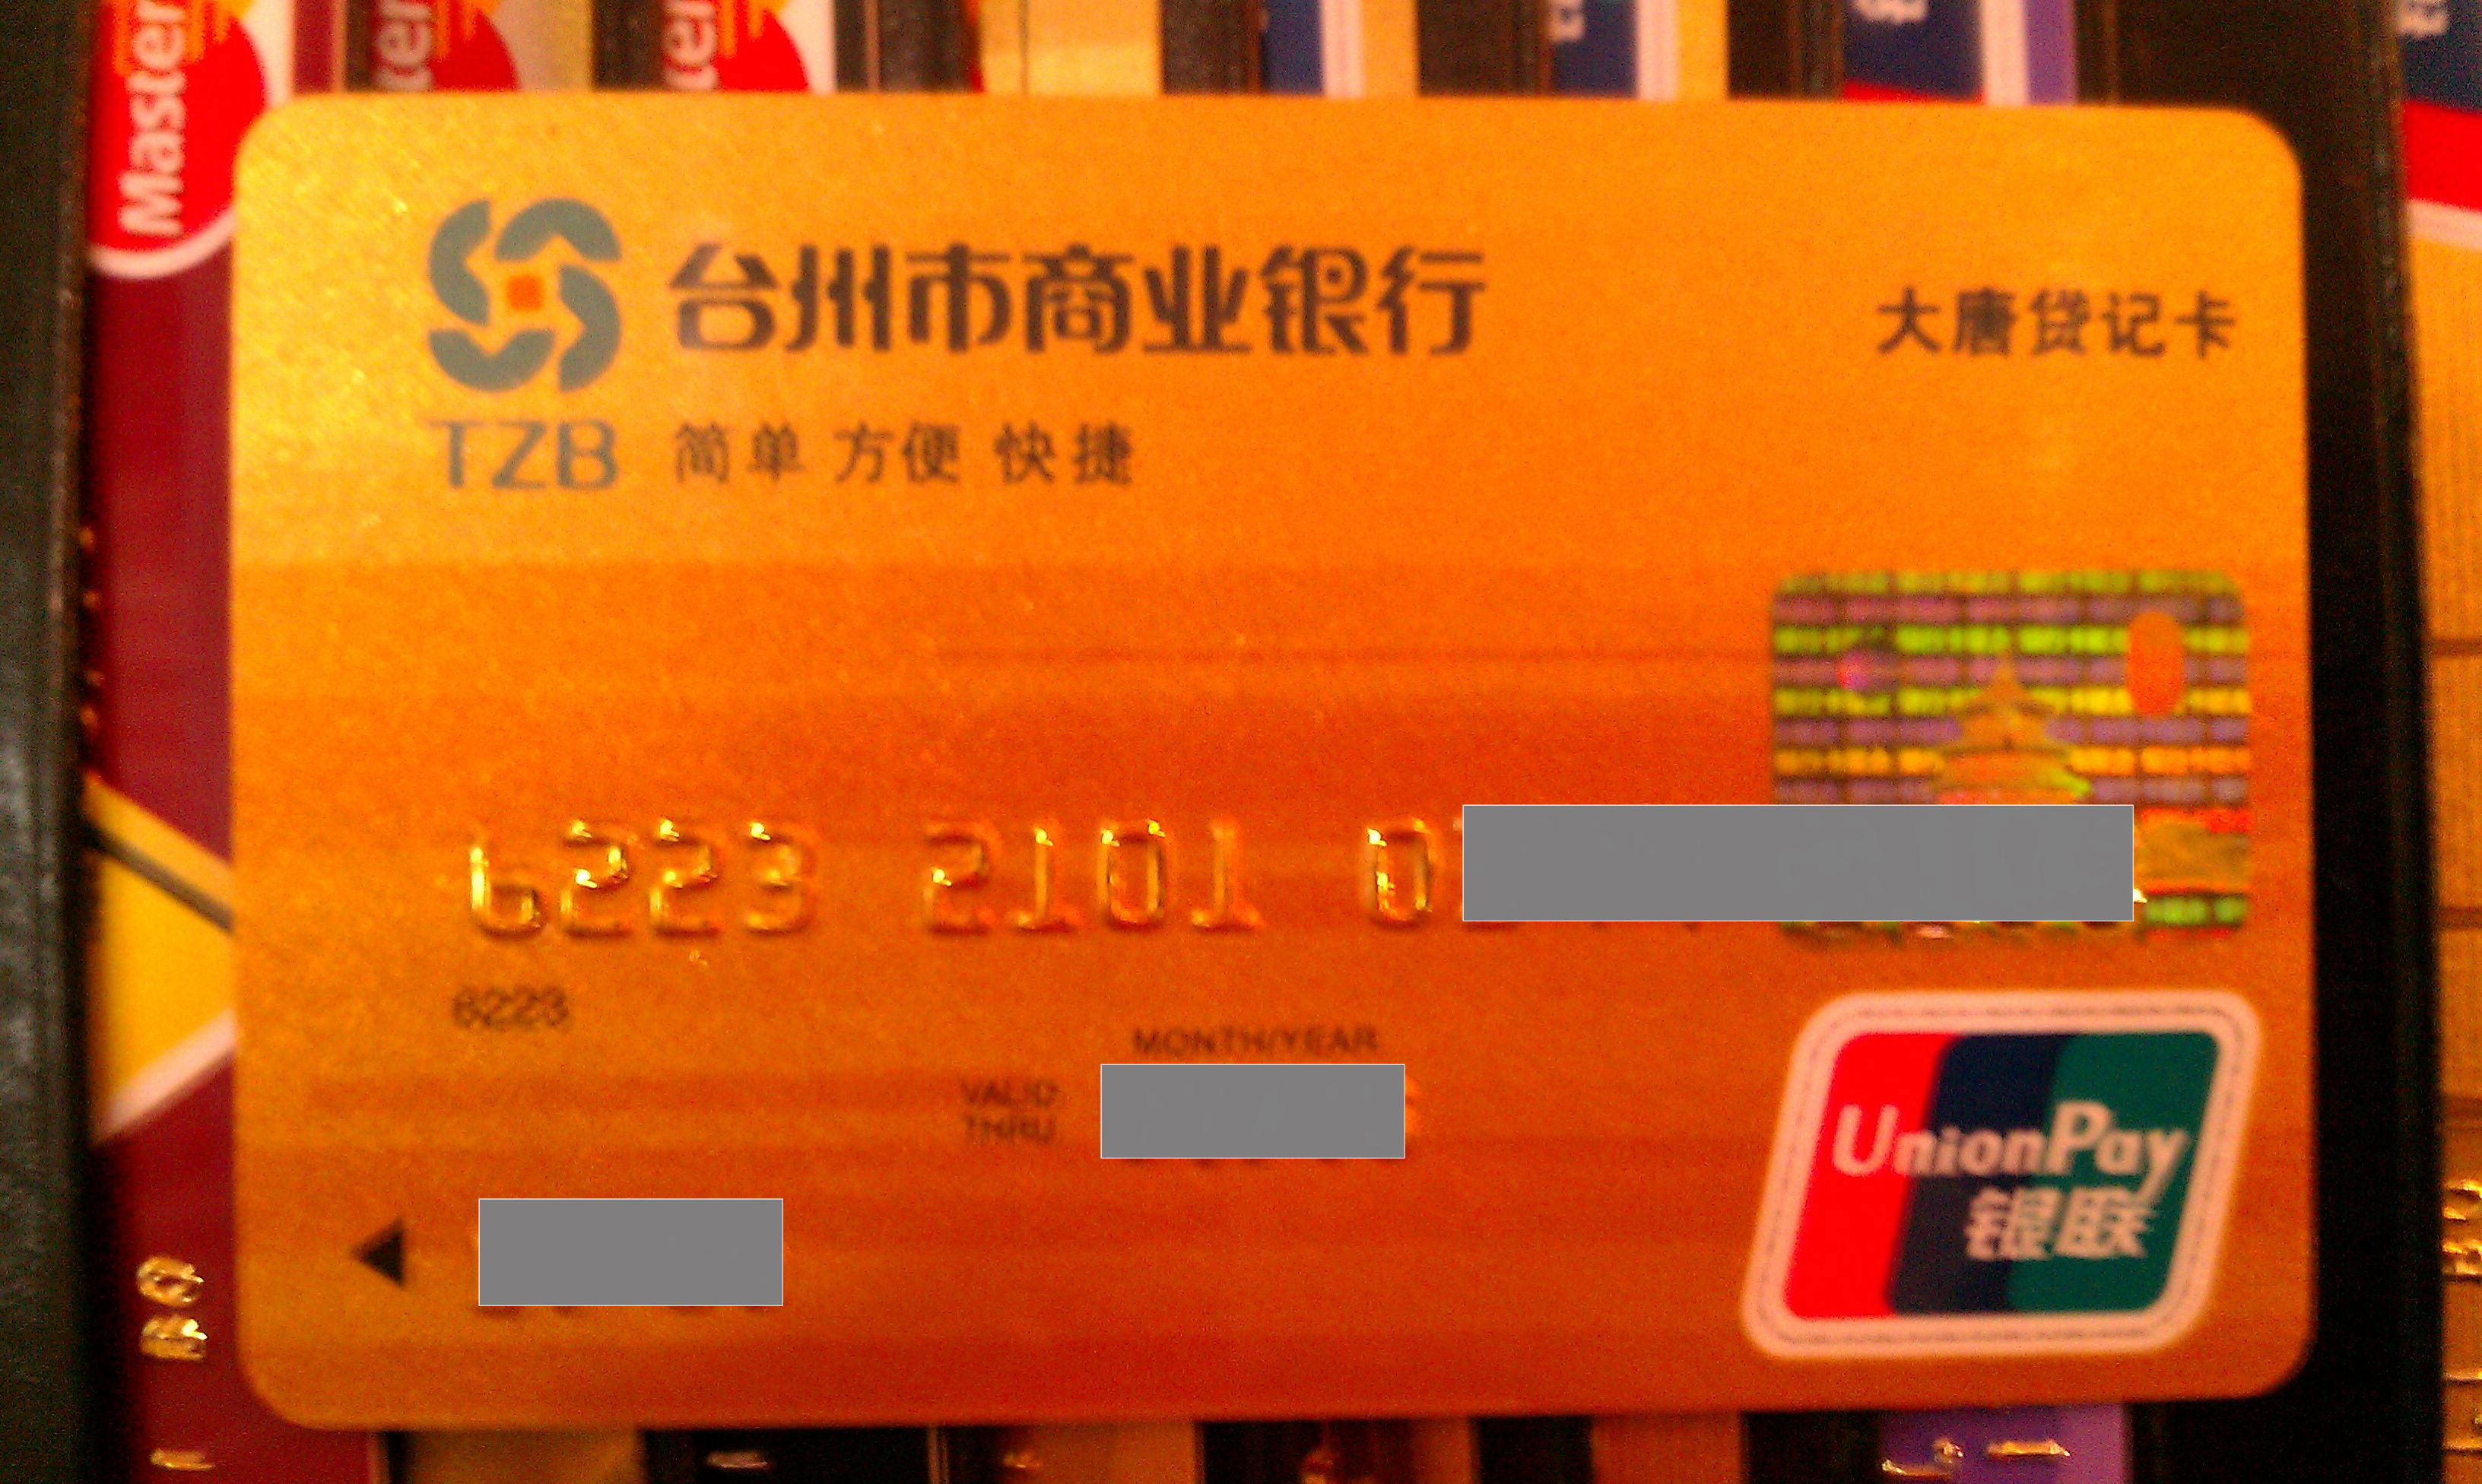 Master
台州市商业银行
大唐贷记卡
TZB 简单 方便 快捷
6223 2101 0
6223
MONTH/YEAR
VALID
THRU
UnionPay
银联